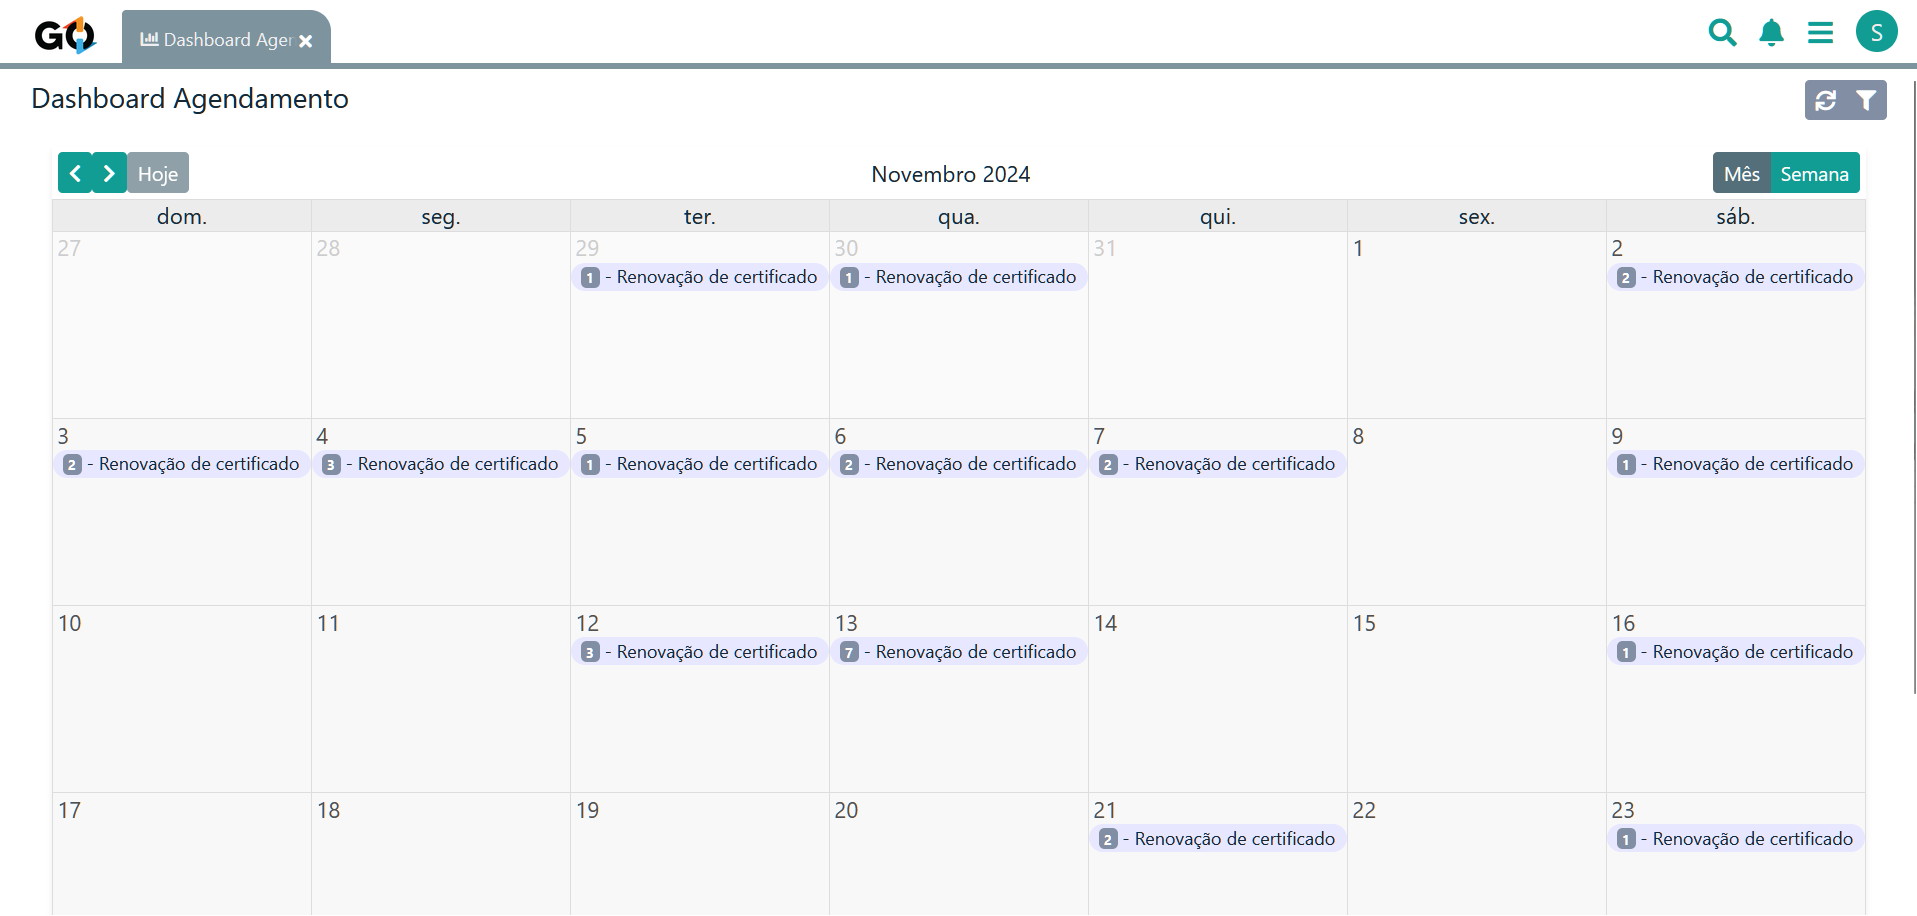 GO
Dashboard Ager
S
Dashboard Agendamento
Hoje
Novembro 2024
Mês Semana
dom. seg. ter. qua. qui. sex. sáb.
27 28 29 30 31 1 2
1 - Renovação de certificado 1 - Renovação de certificado 2 - Renovação de certificado
3 4 5 6 7 8 9
2 - Renovação de certificado 3 - Renovação de certificado 1 - Renovação de certificado 2 - Renovação de certificado 2 - Renovação de certificado 1 - Renovação de certificado
10 11 12 13 14 15 16
3 - Renovação de certificado 7 - Renovação de certificado 1 - Renovação de certificado
17 18 19 20 21 22 23
2 - Renovação de certificado 1 - Renovação de certificado